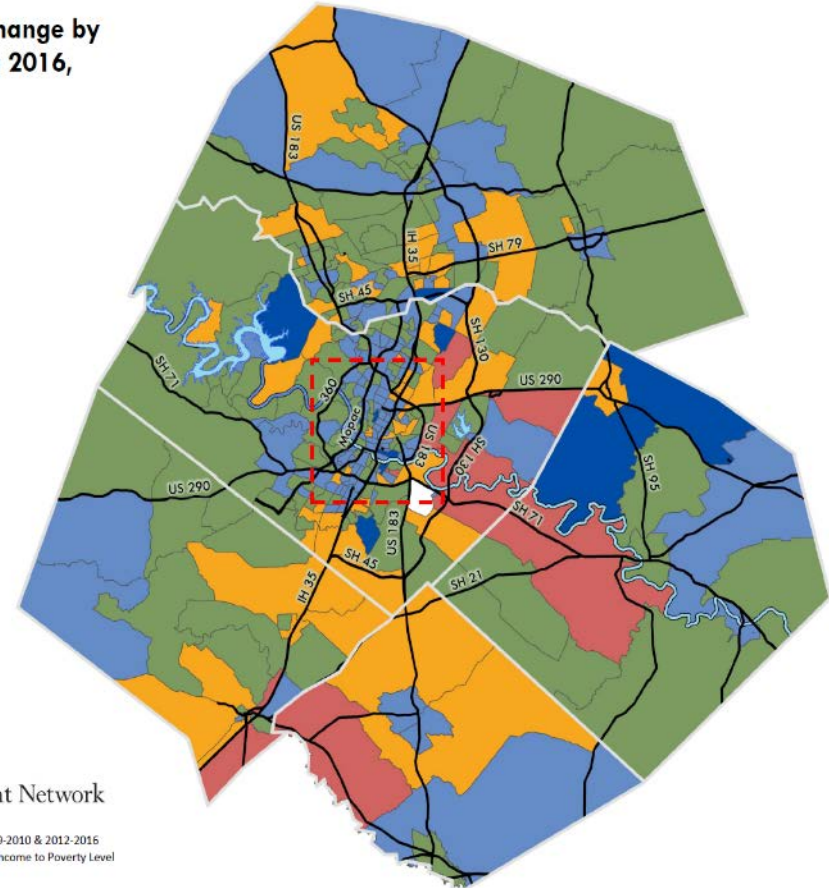 hange by
2016,
US 183
IH 35
SH 79
SH 45
SH 130
SH 71
360
Mopac
US 290
US 183
SH 130
SH 95
US 290
SH 71
US 183
SH 45
IH 35
SH 21
at Network
9-2010 & 2012-2016
ncome to Poverty Level